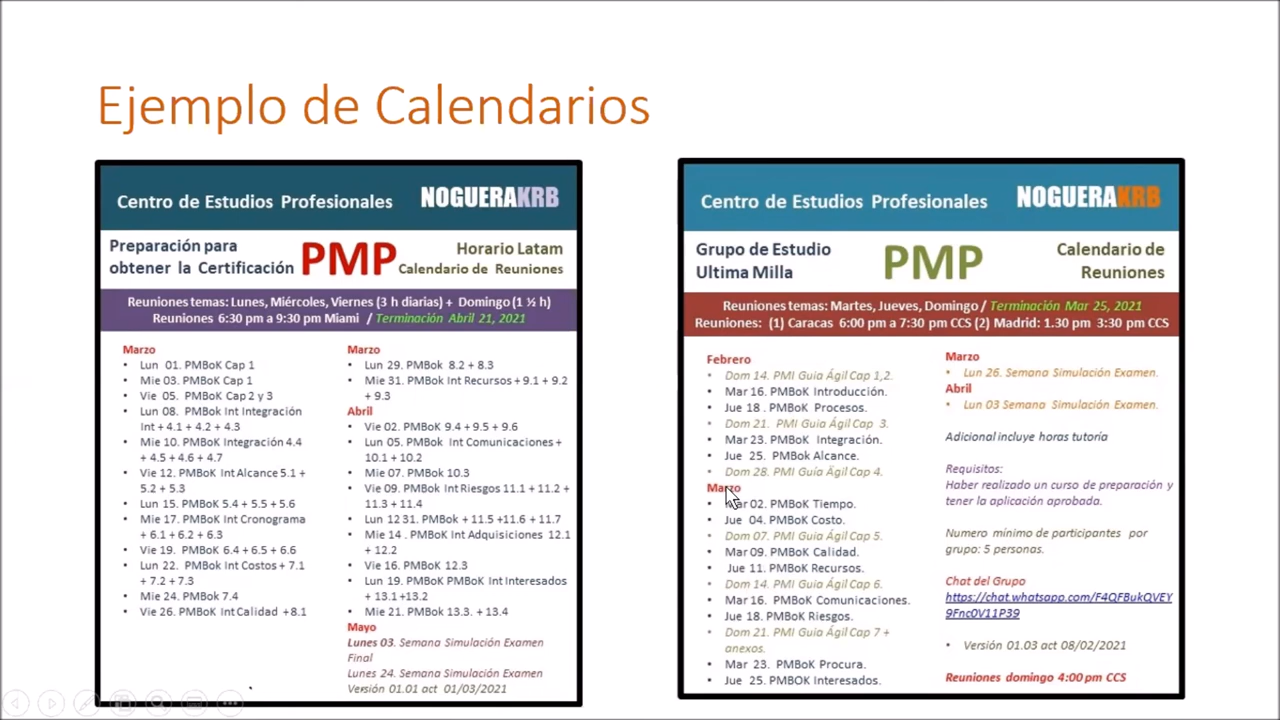 Ejemplo de Calendarios
Centro de Estudios Profesionales NOGUERAKRB
Preparación para
obtener la Certificación
PMP
Horario Latam
Calendario de Reuniones
Reuniones temas: Lunes, Miércoles, Viernes (3 h diarias) + Domingo (1 ½ h)
Reuniones 6:30 pm a 9:30 pm Miami / Terminación Abril 21, 2021
Marzo
• Lun 01. PMBoK Cap 1
• Mie 03. PMBoK Cap 1
• Vie 05. PMBoK Cap 2 y 3
• Lun 08. PMBoK Int Integración
Int + 4.1 + 4.2 + 4.3
• Mie 10. PMBoK Integración 4.4
+ 4.5 + 4.6 + 4.7
• Vie 12. PMBoK Int Alcance 5.1 +
5.2 + 5.3
• Lun 15. PMBoK 5.4 + 5.5 + 5.6
• Mie 17. PMBoK Int Cronograma
+ 6.1 + 6.2 + 6.3
• Vie 19. PMBoK 6.4 + 6.5 + 6.6
• Lun 22. PMBok Int Costos + 7.1
+ 7.2 + 7.3
• Mie 24. PMBok 7.4
• Vie 26. PMBoK Int Calidad +8.1
Marzo
• Lun 29. PMBok 8.2 + 8.3
• Mie 31. PMBok Int Recursos + 9.1 + 9.2
+ 9.3
Abril
• Vie 02. PMBoK 9.4 + 9.5 + 9.6
• Lun 05. PMBok Int Comunicaciones +
10.1 + 10.2
• Mie 07. PMBok 10.3
• Vie 09. PMBoK Int Riesgos 11.1 + 11.2 +
11.3 + 11.4
• Lun 12 31. PMBok + 11.5 +11.6 + 11.7
• Mie 14 . PMBoK Int Adquisiciones 12.1
+ 12.2
• Vie 16. PMBoK 12.3
• Lun 19. PMBoK PMBoK Int Interesados
+ 13.1 +13.2
• Mie 21. PMBoK 13.3. + 13.4
Mayo
Lunes 03. Semana Simulación Examen
Final
Lunes 24. Semana Simulación Examen
Versión 01.01 act 01/03/2021
Centro de Estudios Profesionales NOGUERAKRB
Grupo de Estudio
Ultima Milla
PMP
Calendario de
Reuniones
Reuniones temas: Martes, Jueves, Domingo / Terminación Mar 25, 2021
Reuniones: (1) Caracas 6:00 pm a 7:30 pm CCS (2) Madrid: 1.30 pm 3:30 pm CCS
Febrero
• Dom 14. PMI Guia Ágil Cap 1,2.
• Mar 16. PMBoK Introducción.
• Jue 18 . PMBoK Procesos.
• Dom 21. PMI Guía Ágil Cap 3.
• Mar 23. PMBoK Integración.
• Jue 25. PMBok Alcance.
• Dom 28. PMI Guía Ägil Cap 4.
Marzo
• Mar 02. PMBoK Tiempo.
• Jue 04. PMBoK Costo.
• Dom 07. PMI Guía Ágil Cap 5.
• Mar 09. PMBoK Calidad.
• Jue 11. PMBoK Recursos.
• Dom 14. PMI Guía Ágil Cap 6.
• Mar 16. PMBoK Comunicaciones.
• Jue 18. PMBoK Riesgos.
• Dom 21. PMI Guía Ágil Cap 7 +
anexos.
• Mar 23. PMBoK Procura.
• Jue 25. PMBOK Interesados.
Marzo
• Lun 26. Semana Simulación Examen.
Abril
• Lun 03 Semana Simulación Examen.
Adicional incluye horas tutoría
Requisitos:
Haber realizado un curso de preparación y
tener la aplicación aprobada.
Numero mínimo de participantes por
grupo: 5 personas.
Chat del Grupo
https://chat.whatsapp.com/F4QFBukQVEY
9Fnc0V11P39
• Versión 01.03 act 08/02/2021
Reuniones domingo 4:00 pm CCS